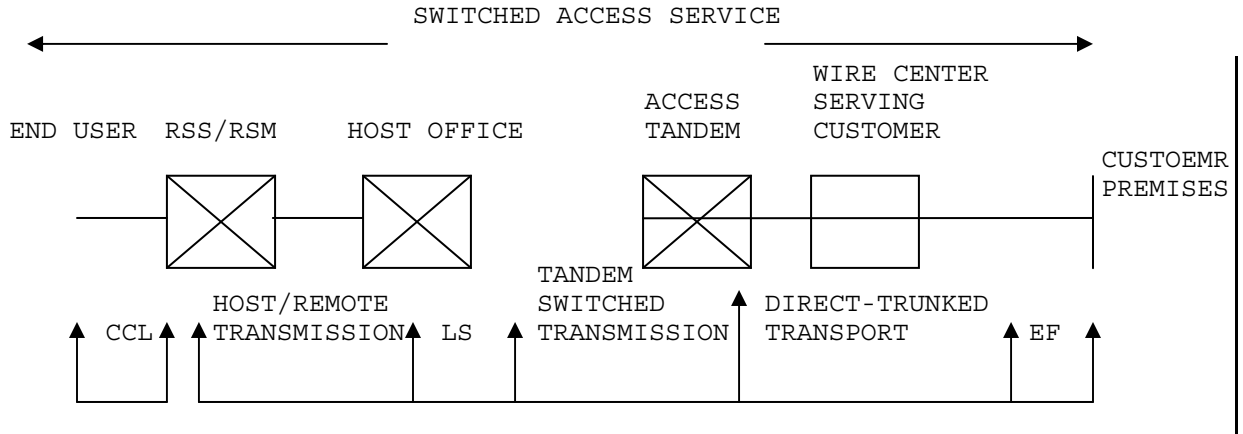 SWITCHED ACCESS SERVICE
WIRE CENTER
ACCESS SERVING
END USER RSS/RSM HOST OFFICE TANDEM CUSTOMER
CUSTOEMR
PREMISES
TANDEM
HOST/REMOTE SWITCHED DIRECT-TRUNKED
CCL TRANSMISSION LS TRANSMISSION TRANSPORT EF